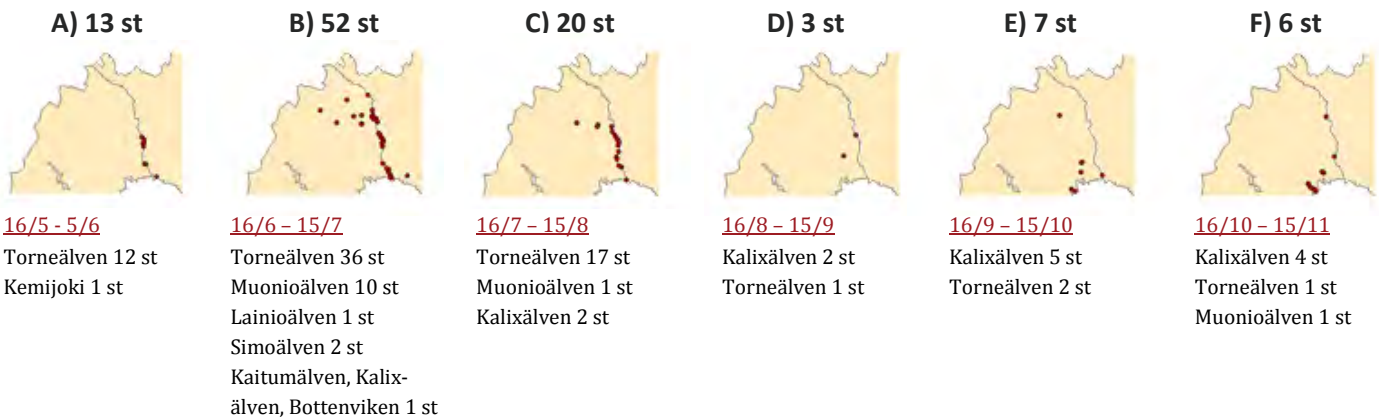 A) 13 st
B) 52 st
C) 20 st
D) 3 st
E) 7 st
F) 6 st
16/5 - 5/6
Torneälven 12 st
Kemijoki 1 st
16/6 – 15/7
Torneälven 36 st
Muonioälven 10 st
Lainioälven 1 st
Simoälven 2 st
Kaitumälven, Kalix-
älven, Bottenviken 1 st
16/7 – 15/8
Torneälven 17 st
Muonioälven 1 st
Kalixälven 2 st
16/8 – 15/9
Kalixälven 2 st
Torneälven 1 st
16/9 – 15/10
Kalixälven 5 st
Torneälven 2 st
16/10 – 15/11
Kalixälven 4 st
Torneälven 1 st
Muonioälven 1 st